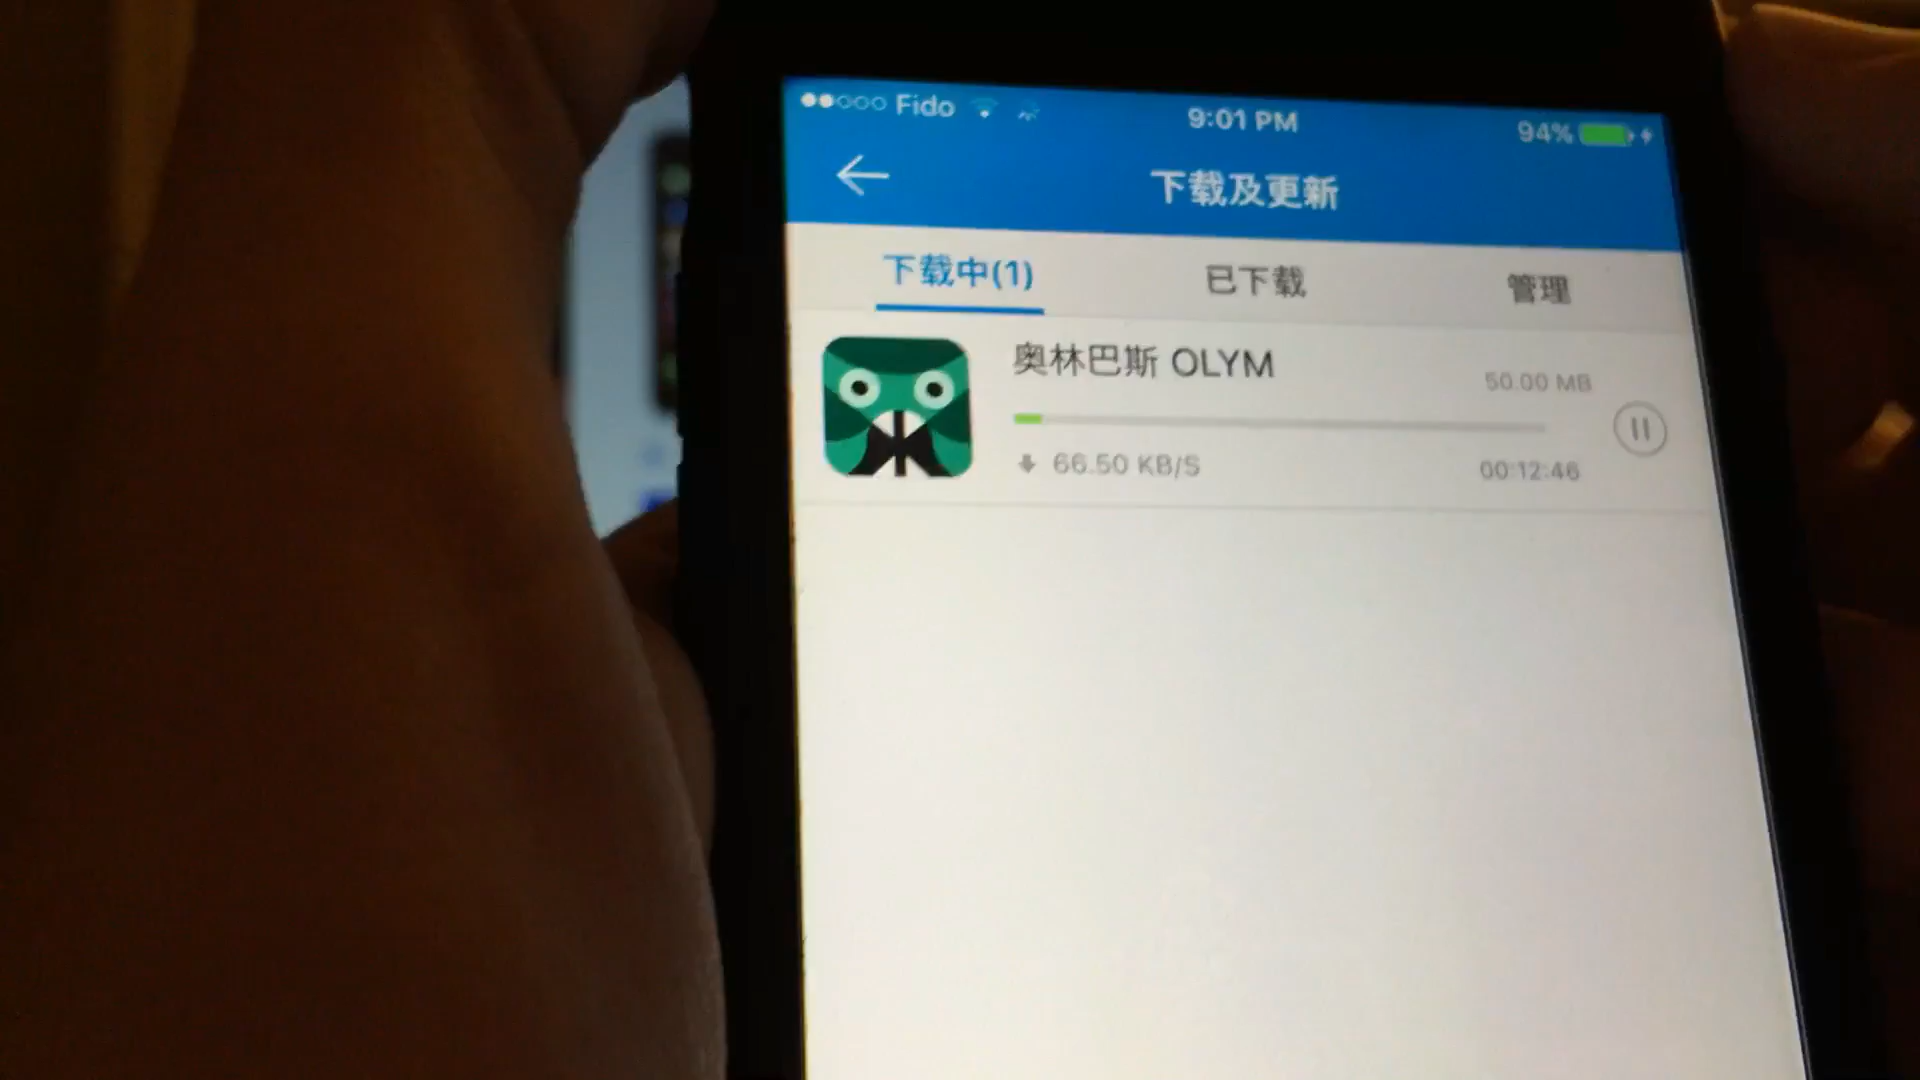 Fido 9:01 PM 94%
下载及更新
下载中(1) 已下载 管理
奥林巴斯 OLYM
50.00 MB
66.50 KB/S 00:12:46